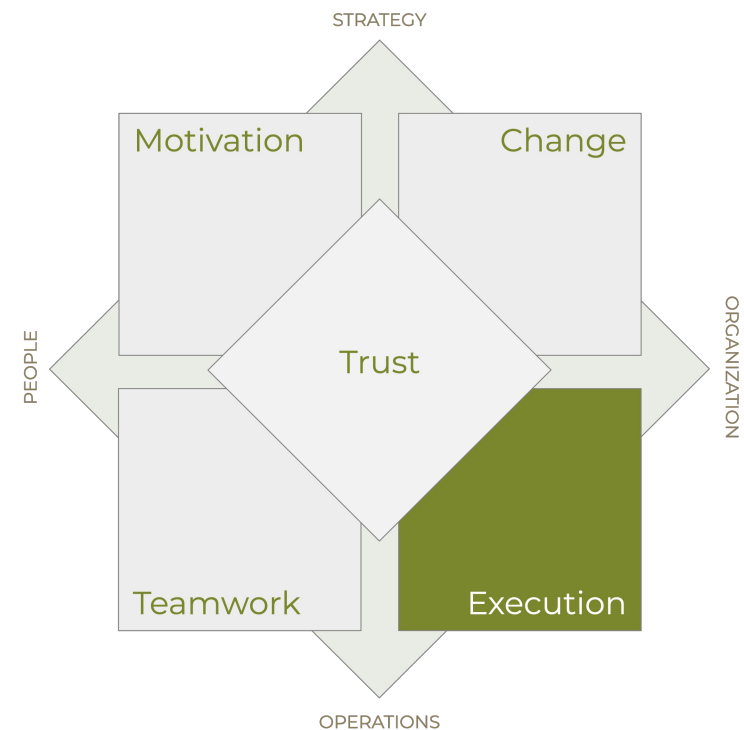 STRATEGY
Motivation
Change
PEOPLE
Trust
ORGANIZATION
Teamwork
Execution
OPERATIONS